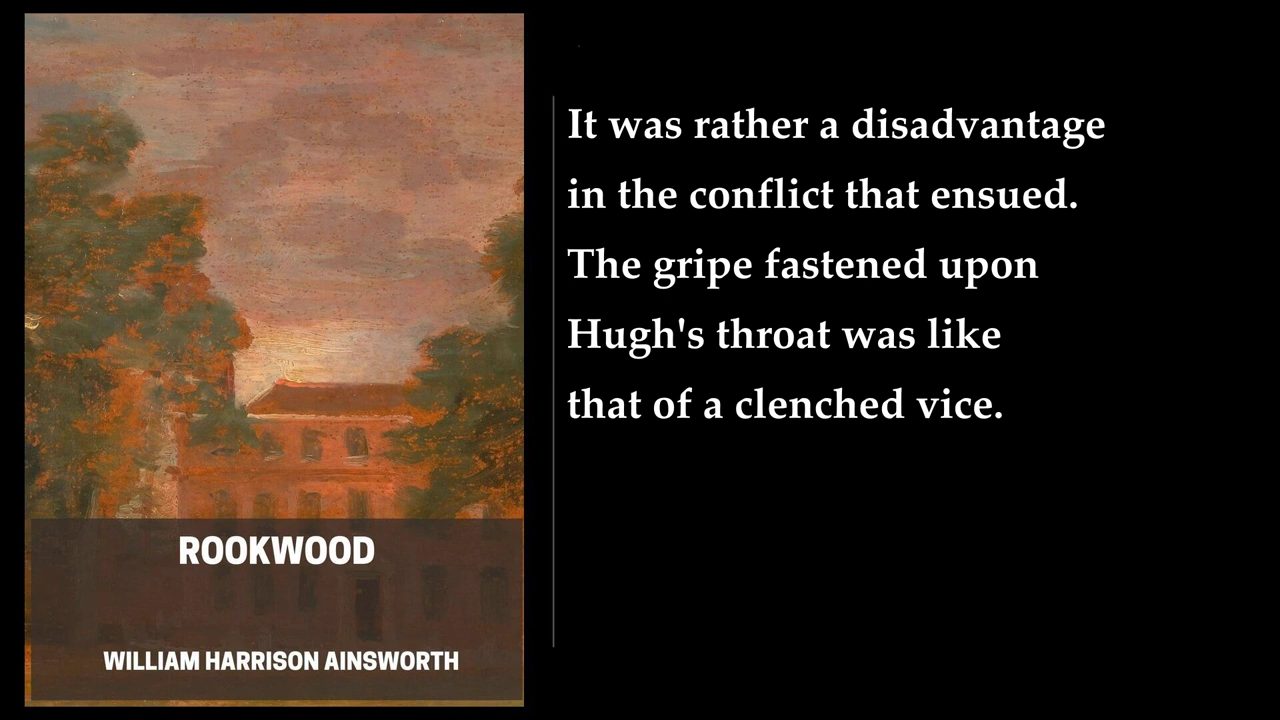 ROOKWOOD
WILLIAM HARRISON AINSWORTH
It was rather a disadvantage
in the conflict that ensued.
The gripe fastened upon
Hugh's throat was like
that of a clenched vice.